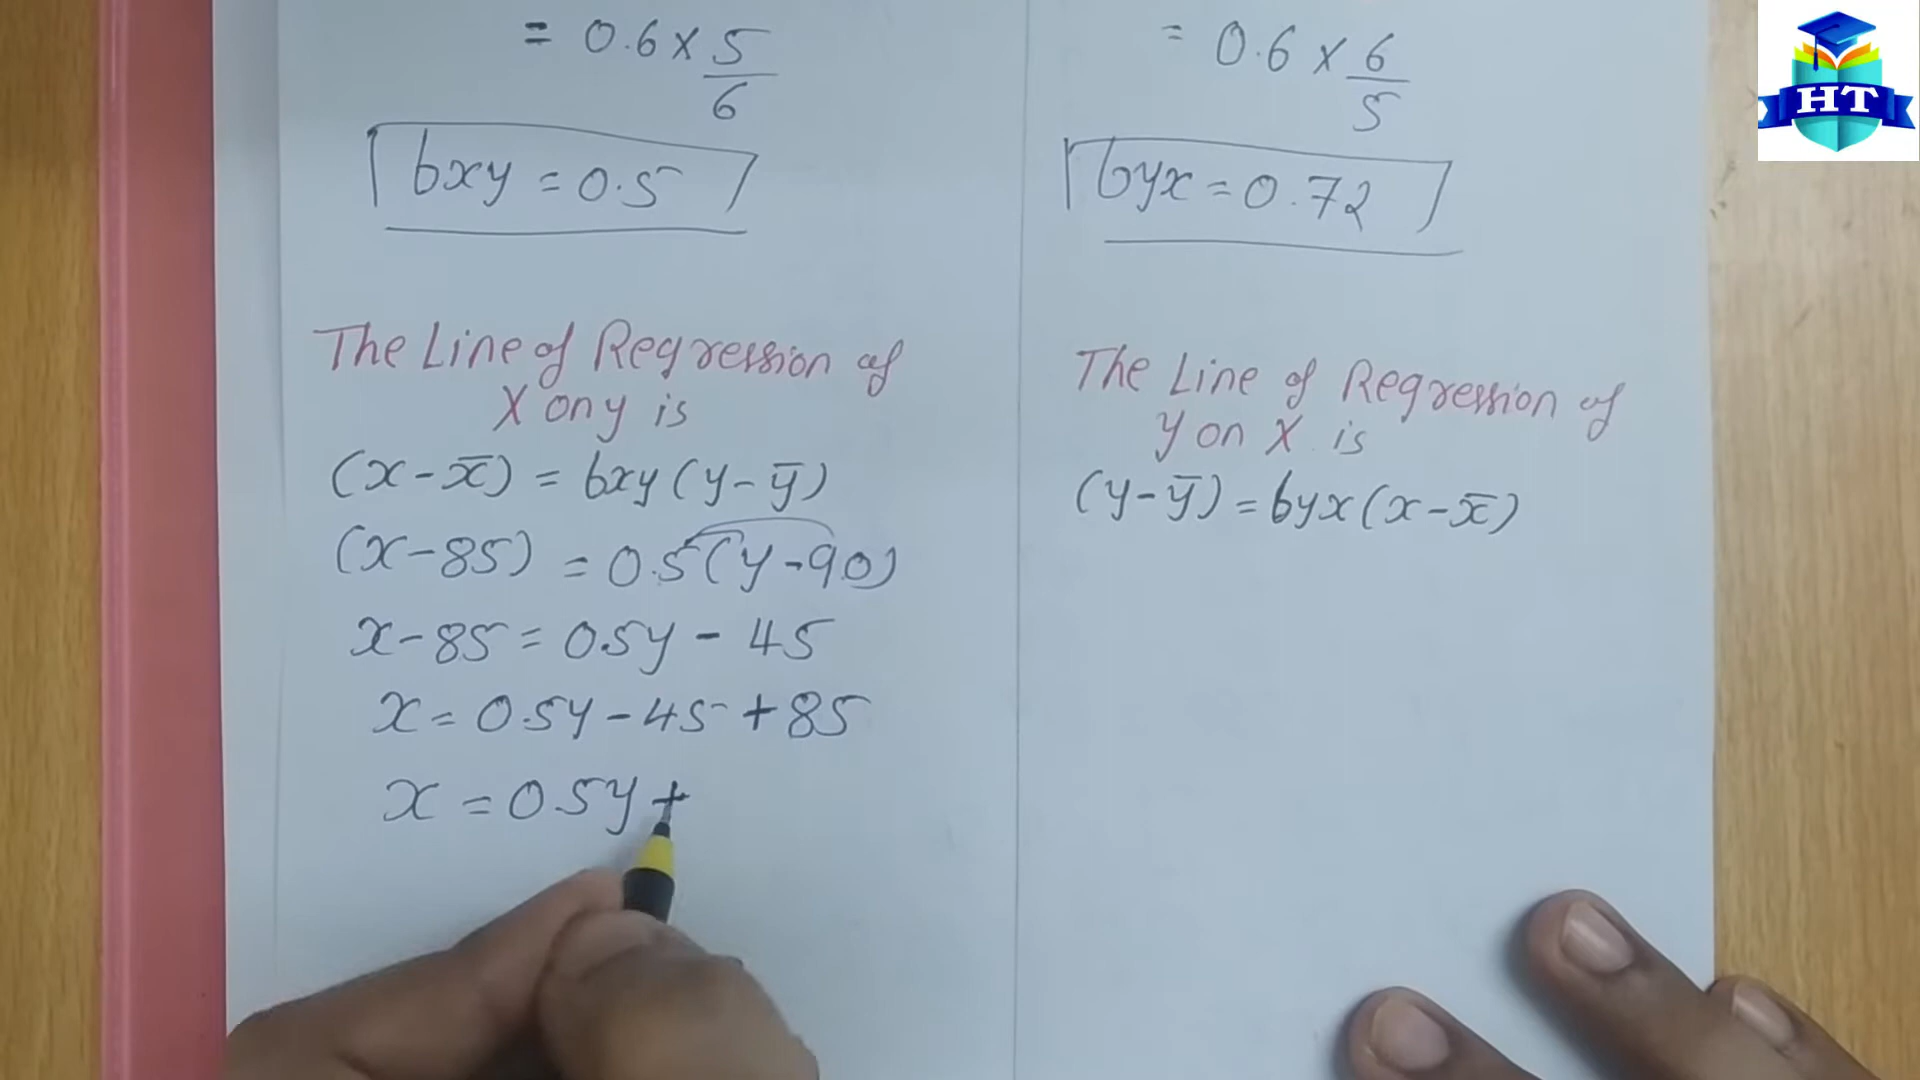 = 0.6 × 5
6
bxy = 0.5
The Line of Regression of
X on y is
(x - x̄) = bxy (y - ȳ)
(x - 85) = 0.5 (y - 90)
x - 85 = 0.5y - 45
x = 0.5y - 45 + 85
x = 0.5y +
= 0.6 × 6
5
byx = 0.72
The Line of Regression of
y on X is
(y - ȳ) = byx (x - x̄)
HT